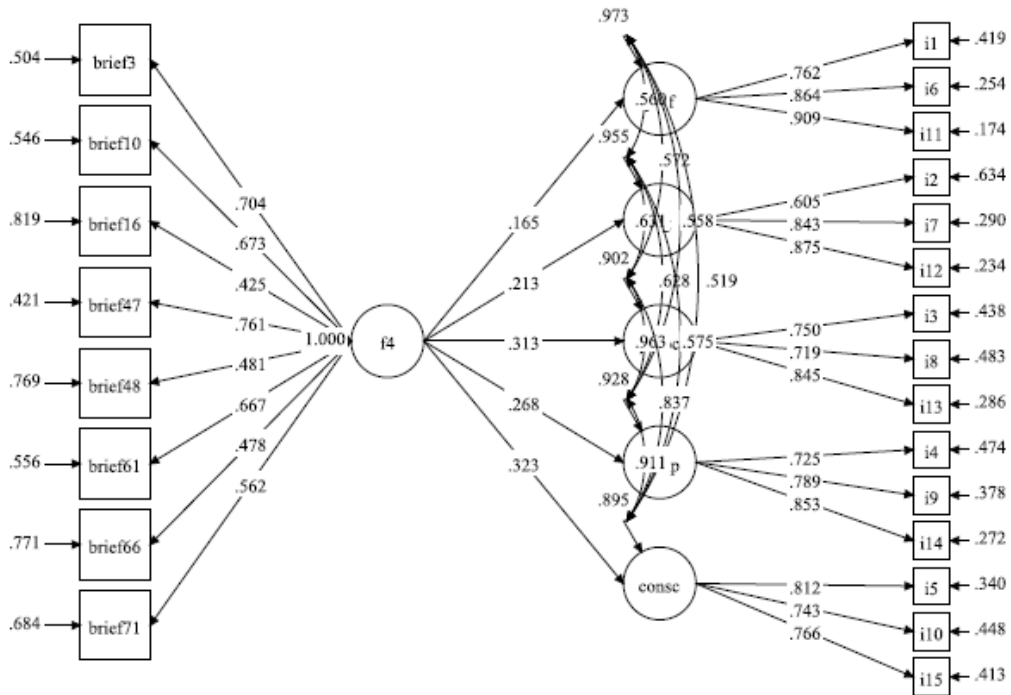 .504 brief3
.546 brief10
.819 brief16
.421 brief47
.769 brief48
.556 brief61
.771 brief66
.684 brief71
.704
.673
.425
.761
.481
.667
.478
.562
1.000
f4
.165
.213
.313
.268
.323
.973
.955
.902
.928
.895
f
p
consc
.572
.558
.628
.519
.963
.575
.837
.911
.762
.864
.909
.605
.843
.875
.750
.719
.845
.725
.789
.853
.812
.743
.766
i1 .419
i6 .254
i11 .174
i2 .634
i7 .290
i12 .234
i3 .438
i8 .483
i13 .286
i4 .474
i9 .378
i14 .272
i5 .340
i10 .448
i15 .413